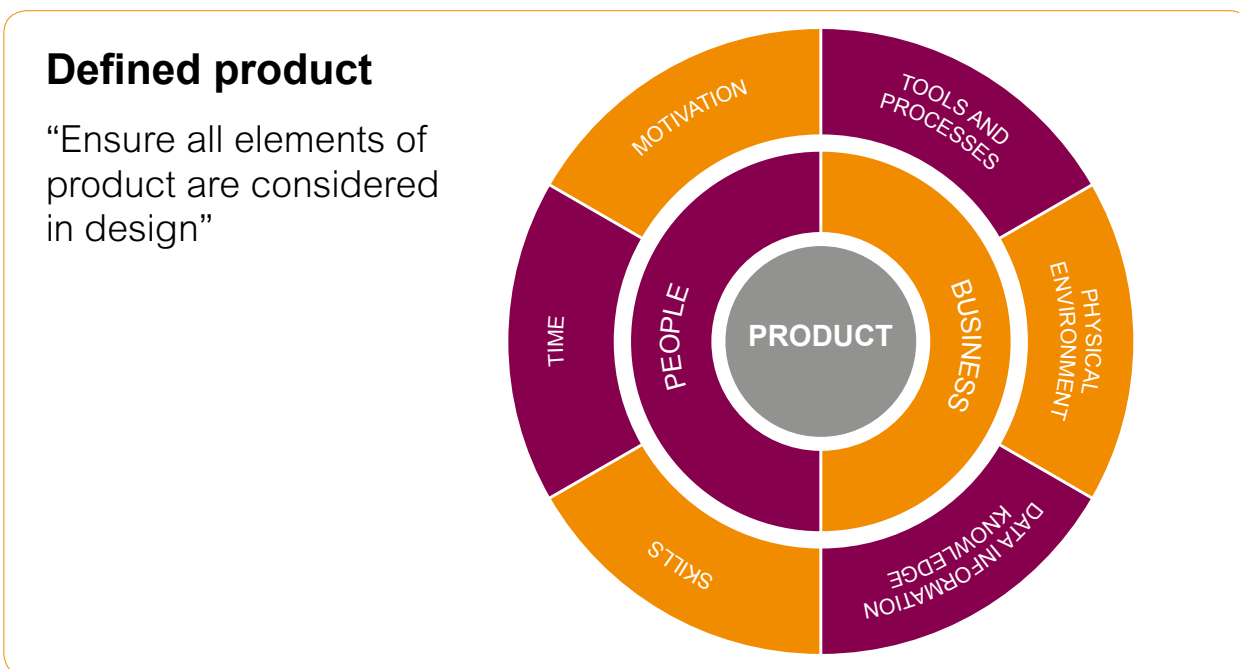 Defined product
“Ensure all elements of
product are considered
in design”
MOTIVATION
TOOLS AND
PROCESSES
TIME
PEOPLE
PRODUCT
BUSINESS
PHYSICAL
ENVIRONMENT
SKILLS
DATA INFORMATION
KNOWLEDGE